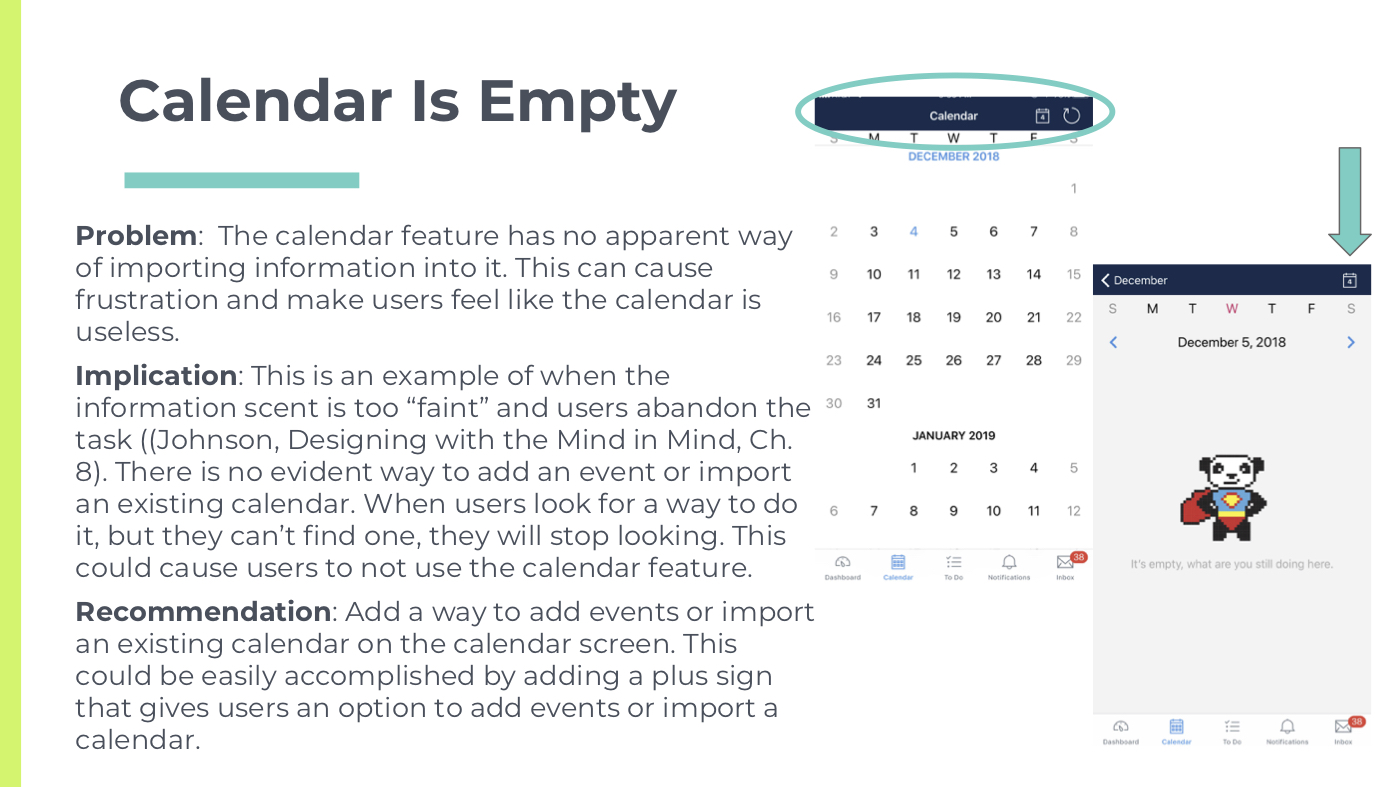 Calendar Is Empty
Problem:  The calendar feature has no apparent way
of importing information into it. This can cause
frustration and make users feel like the calendar is
useless.
Implication: This is an example of when the
information scent is too “faint” and users abandon the
task ((Johnson, Designing with the Mind in Mind, Ch.
8). There is no evident way to add an event or import
an existing calendar. When users look for a way to do
it, but they can’t find one, they will stop looking. This
could cause users to not use the calendar feature.
Recommendation: Add a way to add events or import
an existing calendar on the calendar screen. This
could be easily accomplished by adding a plus sign
that gives users an option to add events or import a
calendar.
Calendar 4
S M T W T F S
DECEMBER 2018
1
2 3 4 5 6 7 8
9 10 11 12 13 14 15
16 17 18 19 20 21 22
23 24 25 26 27 28 29
30 31
JANUARY 2019
1 2 3 4 5
6 7 8 9 10 11 12
38
Dashboard Calendar To Do Notifications Inbox
December 4
S M T W T F S
December 5, 2018
It's empty, what are you still doing here.
38
Dashboard Calendar To Do Notifications Inbox